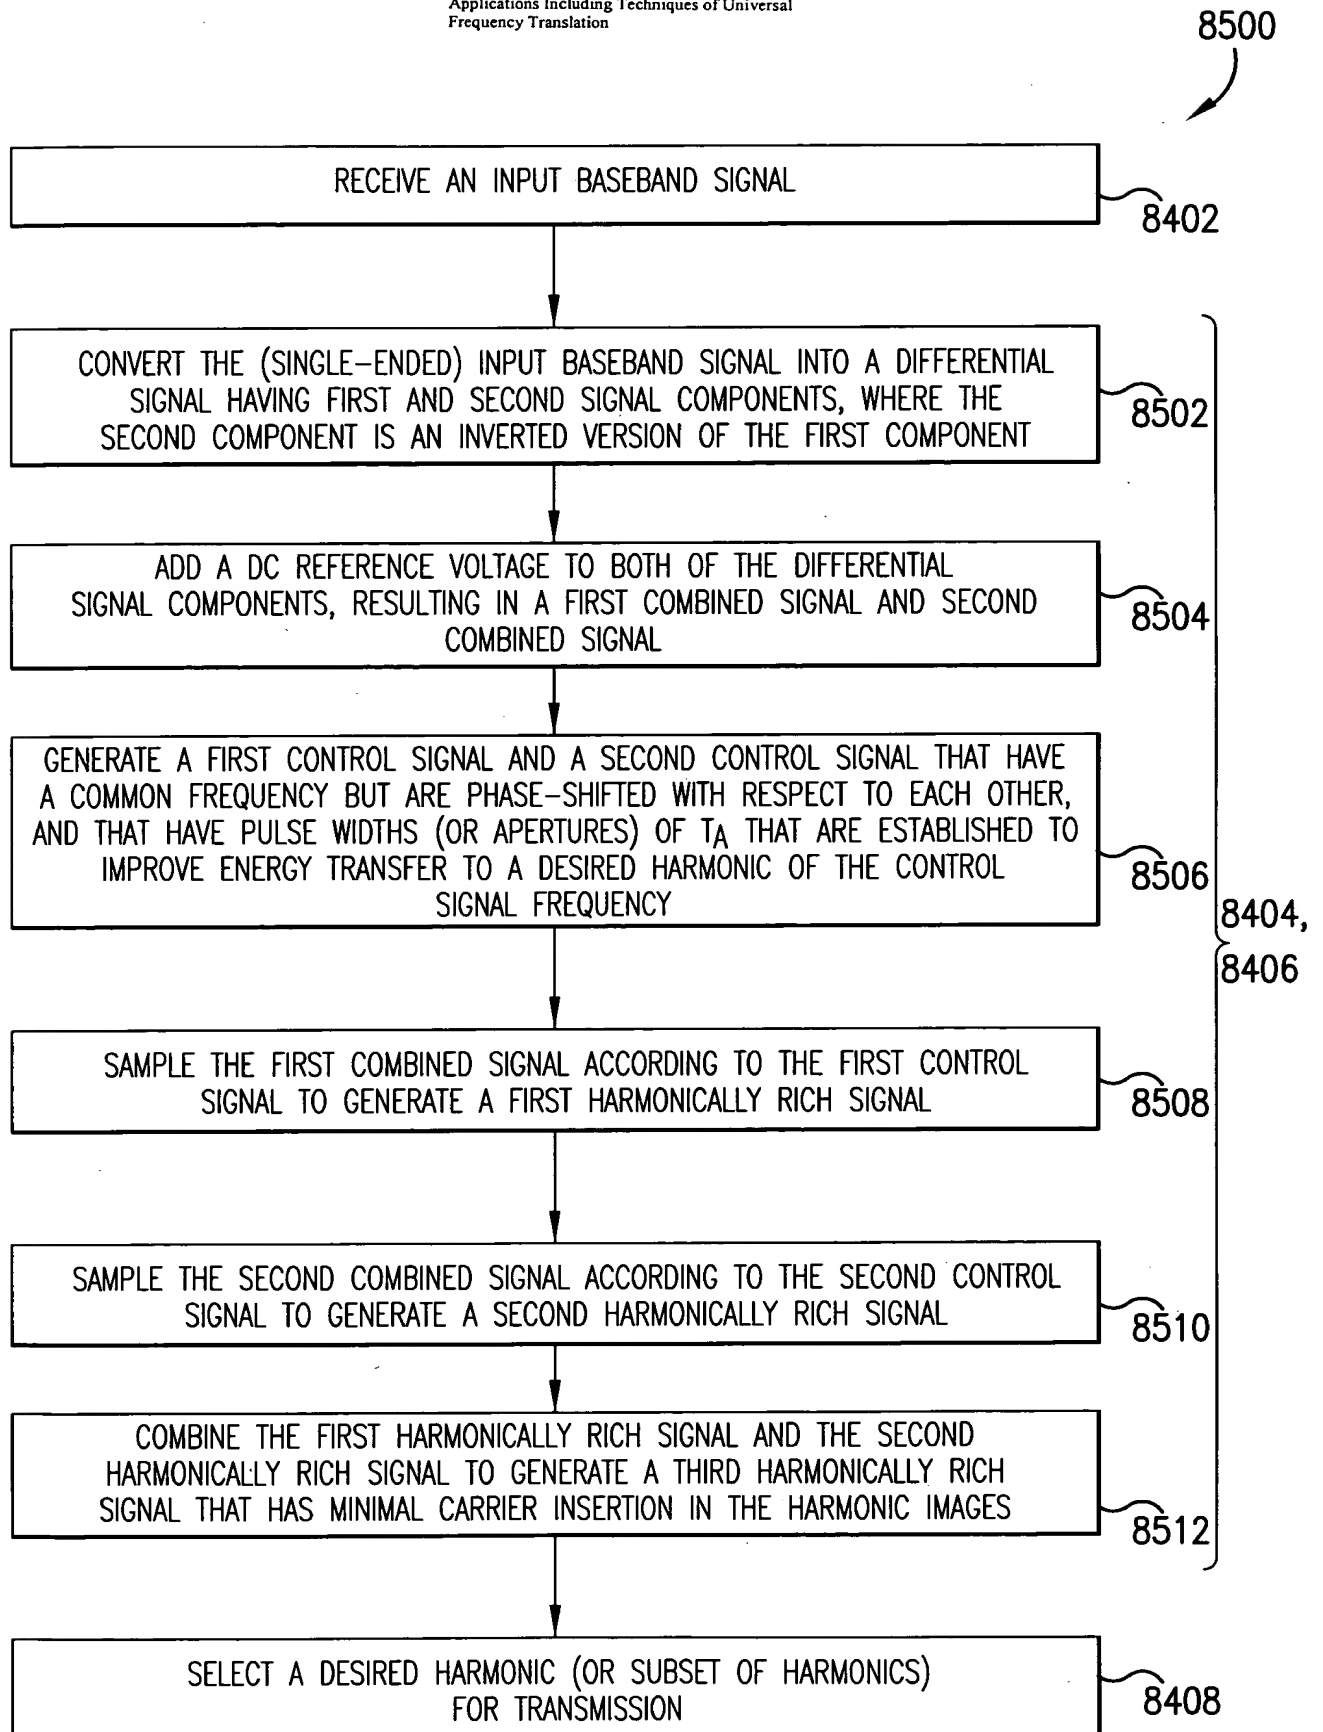 Applications Including Techniques of Universal
Frequency Translation
8500
RECEIVE AN INPUT BASEBAND SIGNAL
8402
CONVERT THE (SINGLE-ENDED) INPUT BASEBAND SIGNAL INTO A DIFFERENTIAL
SIGNAL HAVING FIRST AND SECOND SIGNAL COMPONENTS, WHERE THE
SECOND COMPONENT IS AN INVERTED VERSION OF THE FIRST COMPONENT
8502
ADD A DC REFERENCE VOLTAGE TO BOTH OF THE DIFFERENTIAL
SIGNAL COMPONENTS, RESULTING IN A FIRST COMBINED SIGNAL AND SECOND
COMBINED SIGNAL
8504
GENERATE A FIRST CONTROL SIGNAL AND A SECOND CONTROL SIGNAL THAT HAVE
A COMMON FREQUENCY BUT ARE PHASE-SHIFTED WITH RESPECT TO EACH OTHER,
AND THAT HAVE PULSE WIDTHS (OR APERTURES) OF TA THAT ARE ESTABLISHED TO
IMPROVE ENERGY TRANSFER TO A DESIRED HARMONIC OF THE CONTROL
SIGNAL FREQUENCY
8506
8404,
8406
SAMPLE THE FIRST COMBINED SIGNAL ACCORDING TO THE FIRST CONTROL
SIGNAL TO GENERATE A FIRST HARMONICALLY RICH SIGNAL
8508
SAMPLE THE SECOND COMBINED SIGNAL ACCORDING TO THE SECOND CONTROL
SIGNAL TO GENERATE A SECOND HARMONICALLY RICH SIGNAL
8510
COMBINE THE FIRST HARMONICALLY RICH SIGNAL AND THE SECOND
HARMONICALLY RICH SIGNAL TO GENERATE A THIRD HARMONICALLY RICH
SIGNAL THAT HAS MINIMAL CARRIER INSERTION IN THE HARMONIC IMAGES
8512
SELECT A DESIRED HARMONIC (OR SUBSET OF HARMONICS)
FOR TRANSMISSION
8408